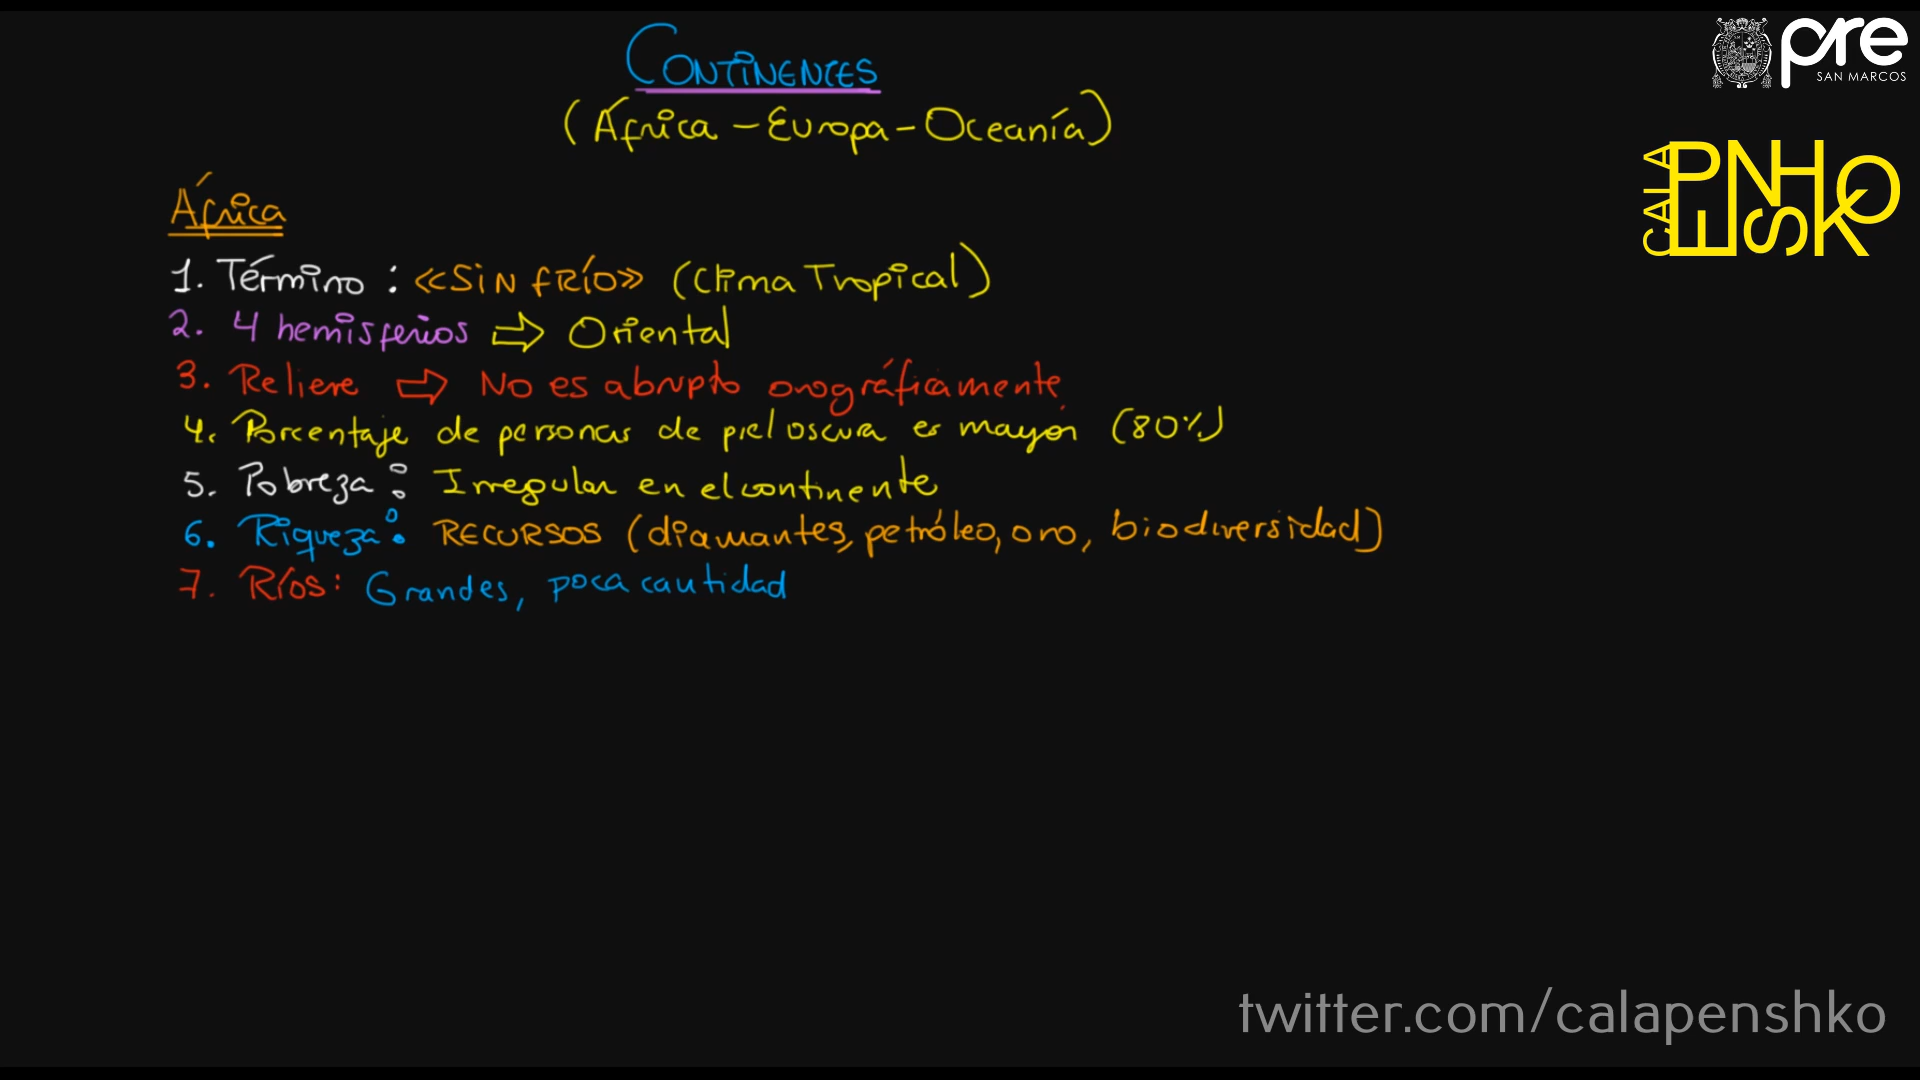 CONTINENTES
(África – Europa – Oceanía)
África
1. Término : «SIN FRÍO» (Clima Tropical)
2. 4 hemisferios ⇨ Oriental
3. Relieve ⇨ No es abrupto orográficamente
4. Porcentaje de personas de piel oscura es mayor (80%)
5. Pobreza : Irregular en el continente
6. Riqueza : RECURSOS (diamantes, petróleo, oro, biodiversidad)
7. Ríos: Grandes, poca cantidad
pre
SAN MARCOS
CALA
PENSHKO
twitter.com/calapenshko